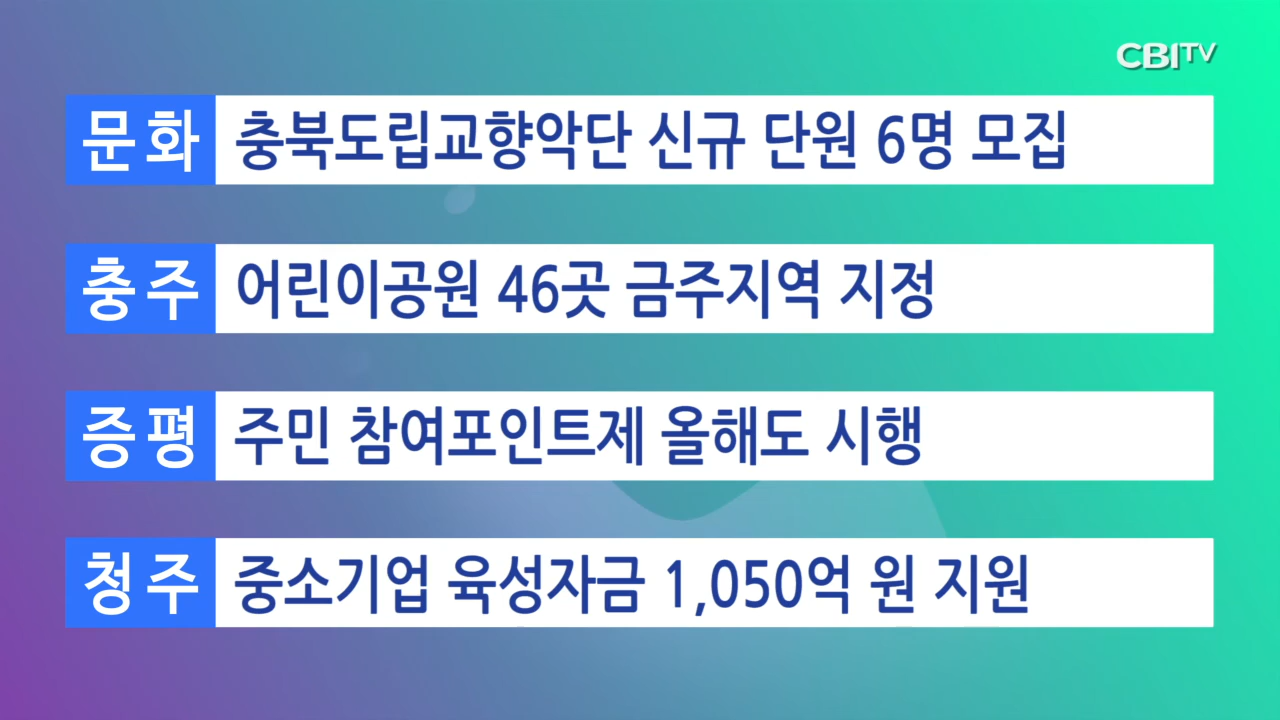 CBITV
문화 충북도립교향악단 신규 단원 6명 모집
충주 어린이공원 46곳 금주지역 지정
증평 주민 참여포인트제 올해도 시행
청주 중소기업 육성자금 1,050억 원 지원